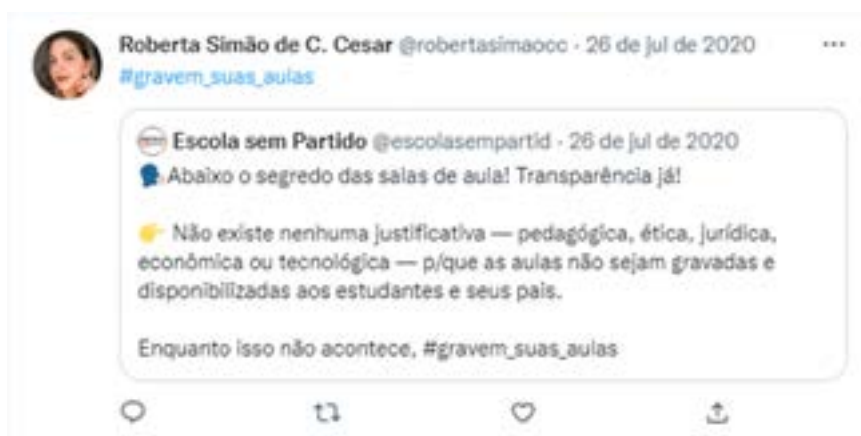 Roberta Simão de C. Cesar @robertasimaocc · 26 de jul de 2020
#gravem_suas_aulas
Escola sem Partido @escolasempartid · 26 de jul de 2020
🗣Abaixo o segredo das salas de aula! Transparência já!
👉 Não existe nenhuma justificativa — pedagógica, ética, jurídica,
econômica ou tecnológica — p/que as aulas não sejam gravadas e
disponibilizadas aos estudantes e seus pais.
Enquanto isso não acontece, #gravem_suas_aulas